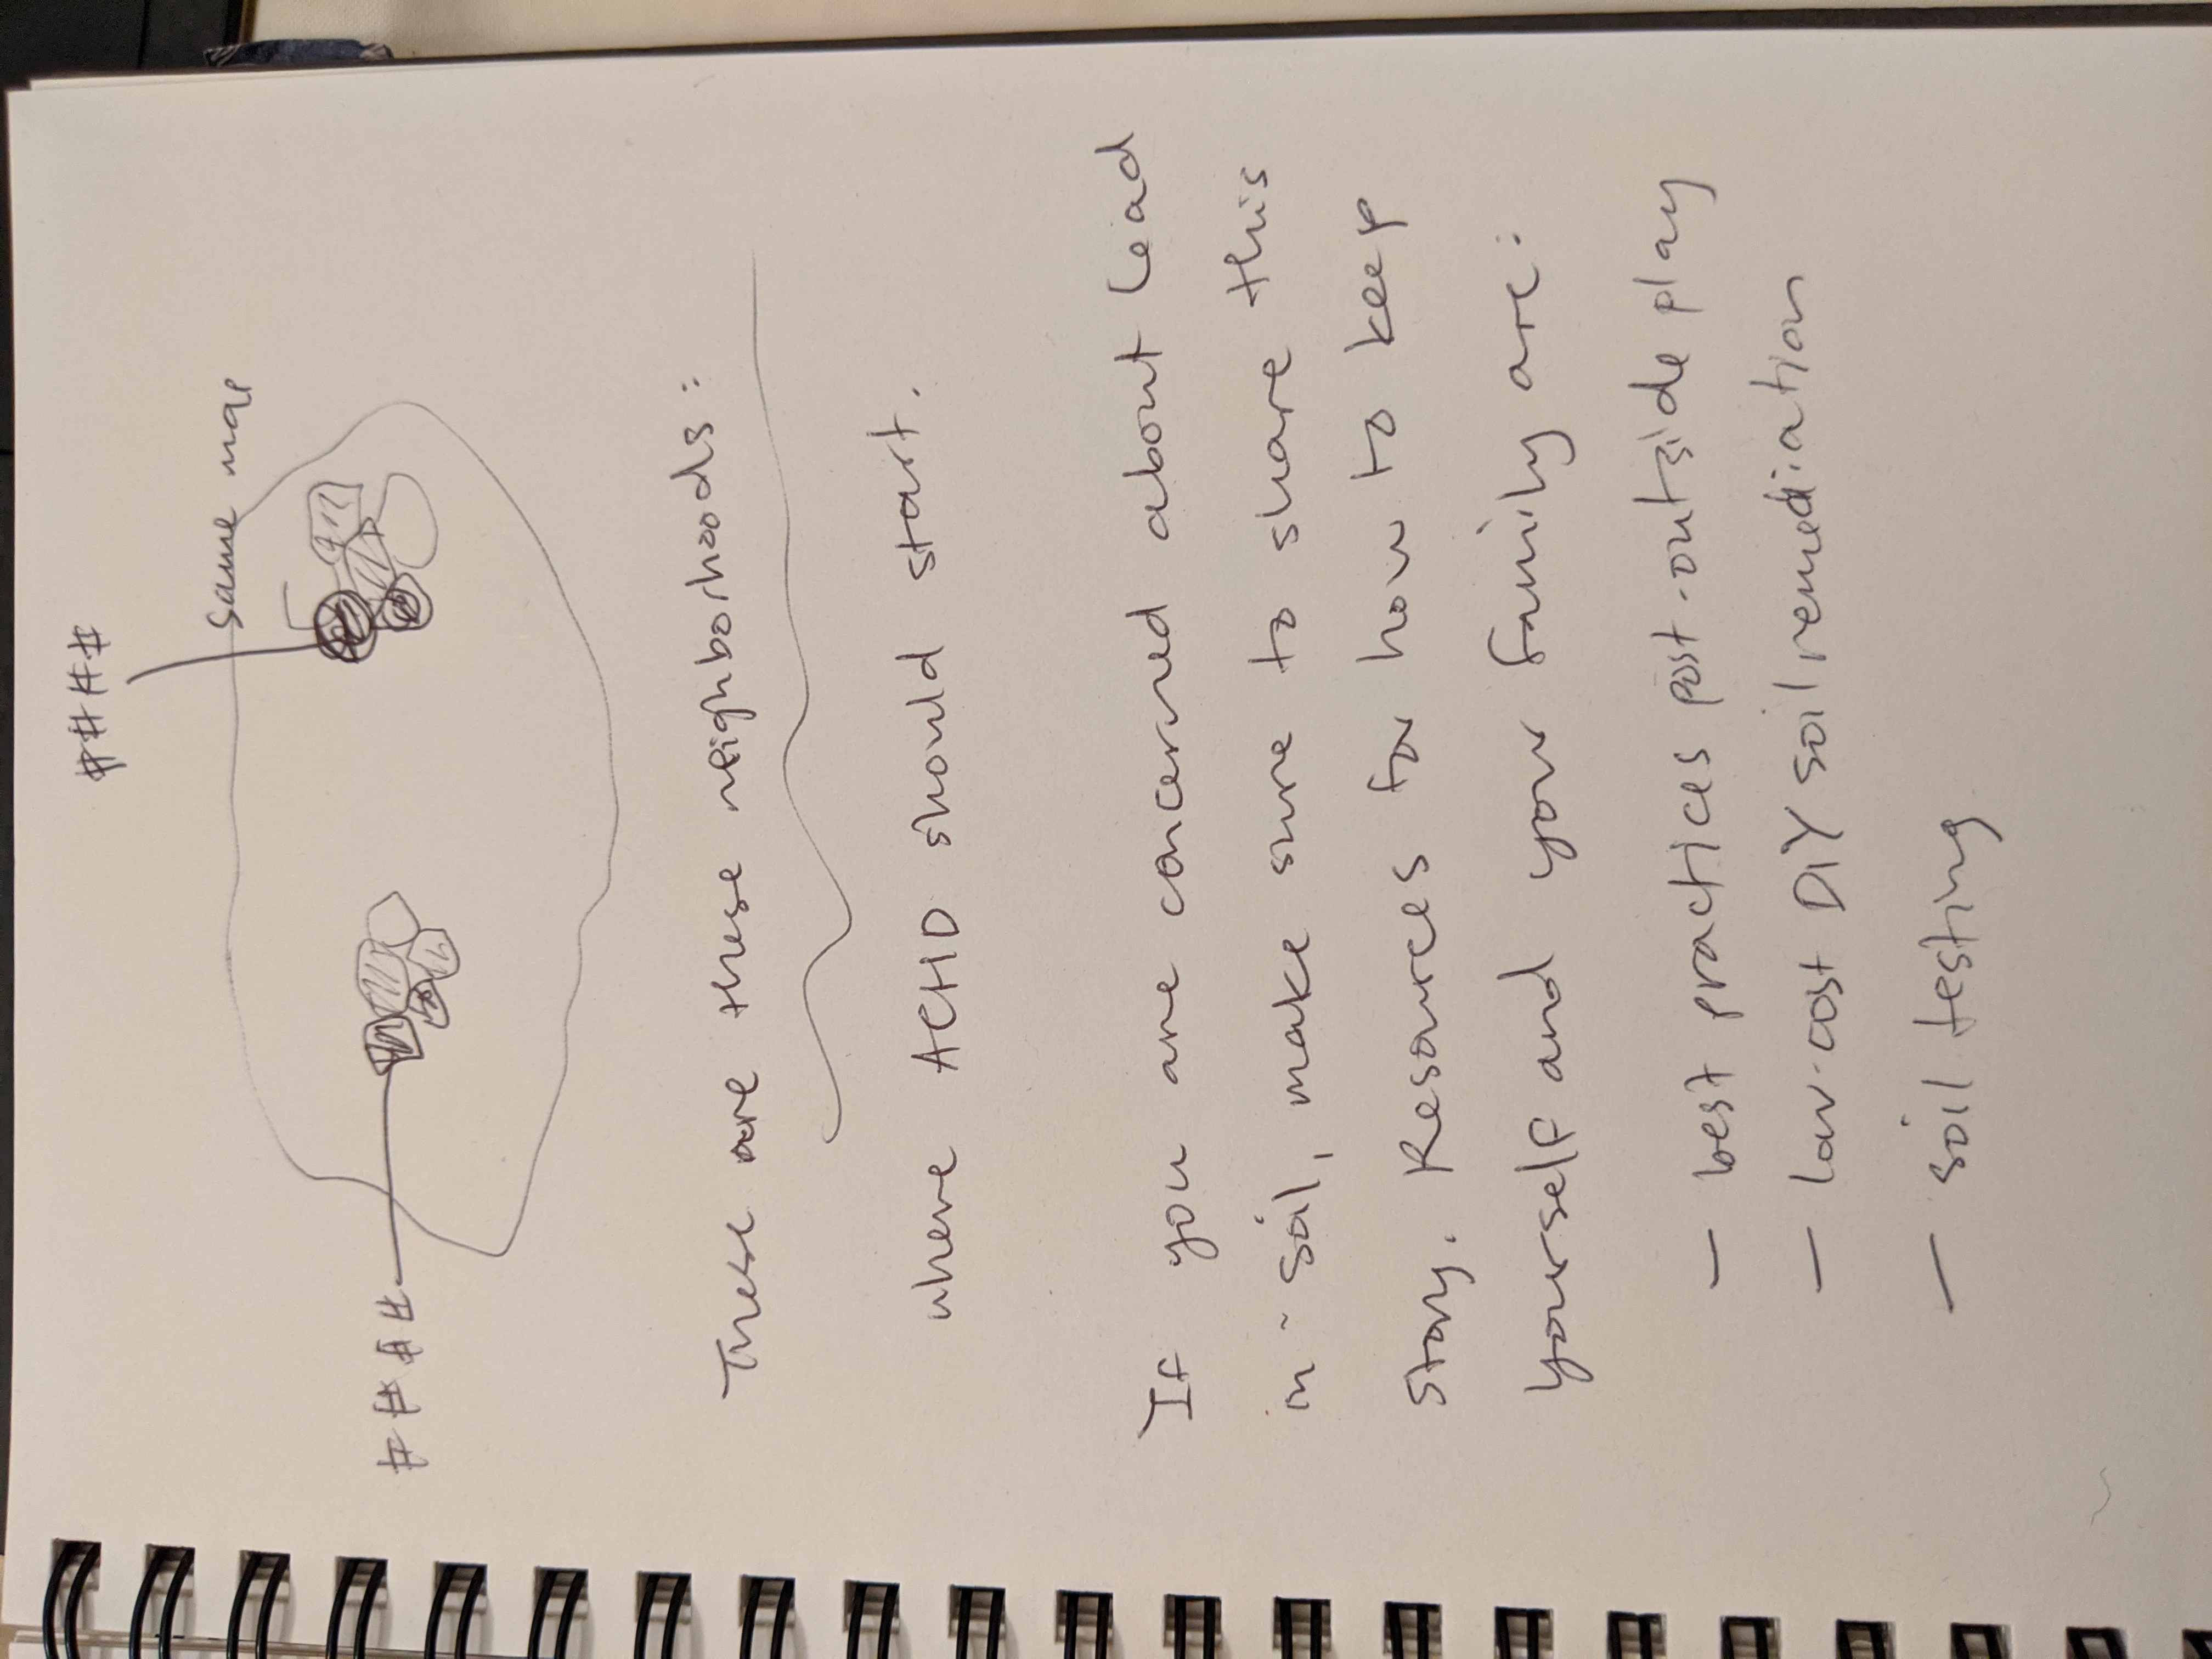 ####
same map
####
These are these neighborhoods:
where ACHD should start.
If you are concerned about lead
in soil, make sure to share this
story. Resources for how to keep
yourself and your family are:
- best practices post-outside play
- low-cost DIY soil remediation
- soil testing